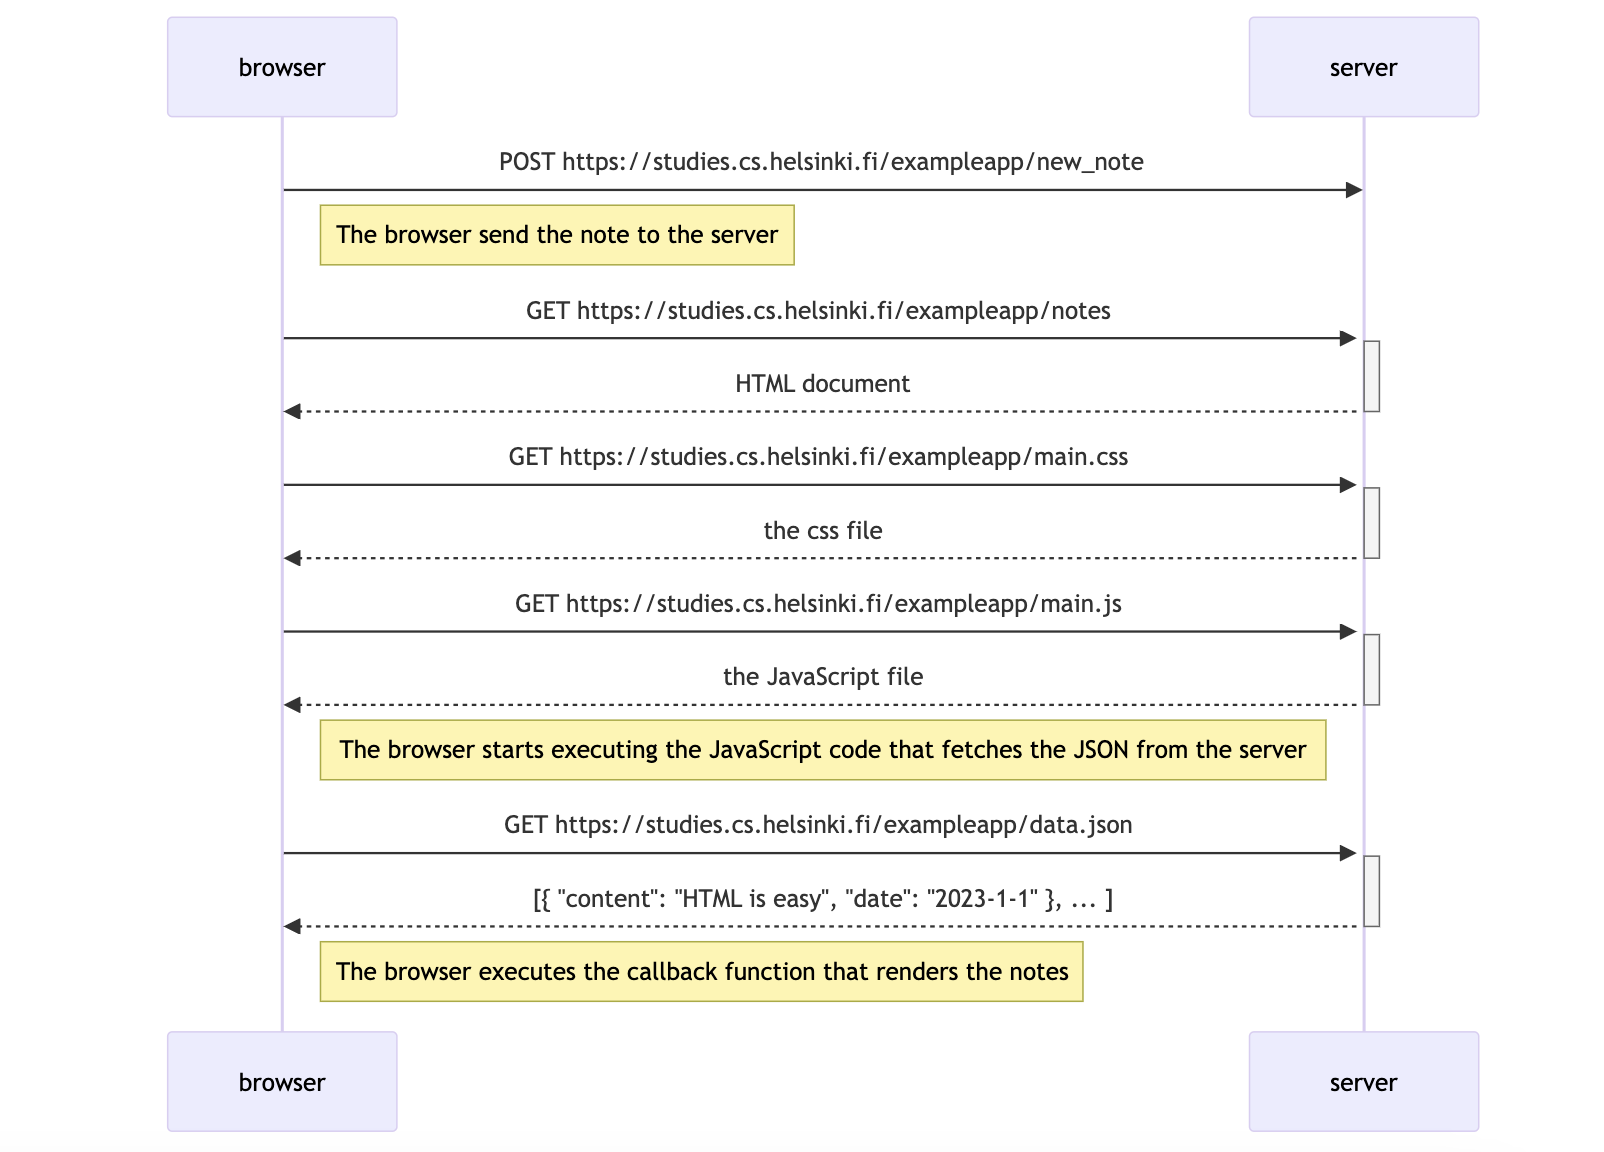 browser
server
POST https://studies.cs.helsinki.fi/exampleapp/new_note
The browser send the note to the server
GET https://studies.cs.helsinki.fi/exampleapp/notes
HTML document
GET https://studies.cs.helsinki.fi/exampleapp/main.css
the css file
GET https://studies.cs.helsinki.fi/exampleapp/main.js
the JavaScript file
The browser starts executing the JavaScript code that fetches the JSON from the server
GET https://studies.cs.helsinki.fi/exampleapp/data.json
[{ "content": "HTML is easy", "date": "2023-1-1" }, ... ]
The browser executes the callback function that renders the notes
browser
server